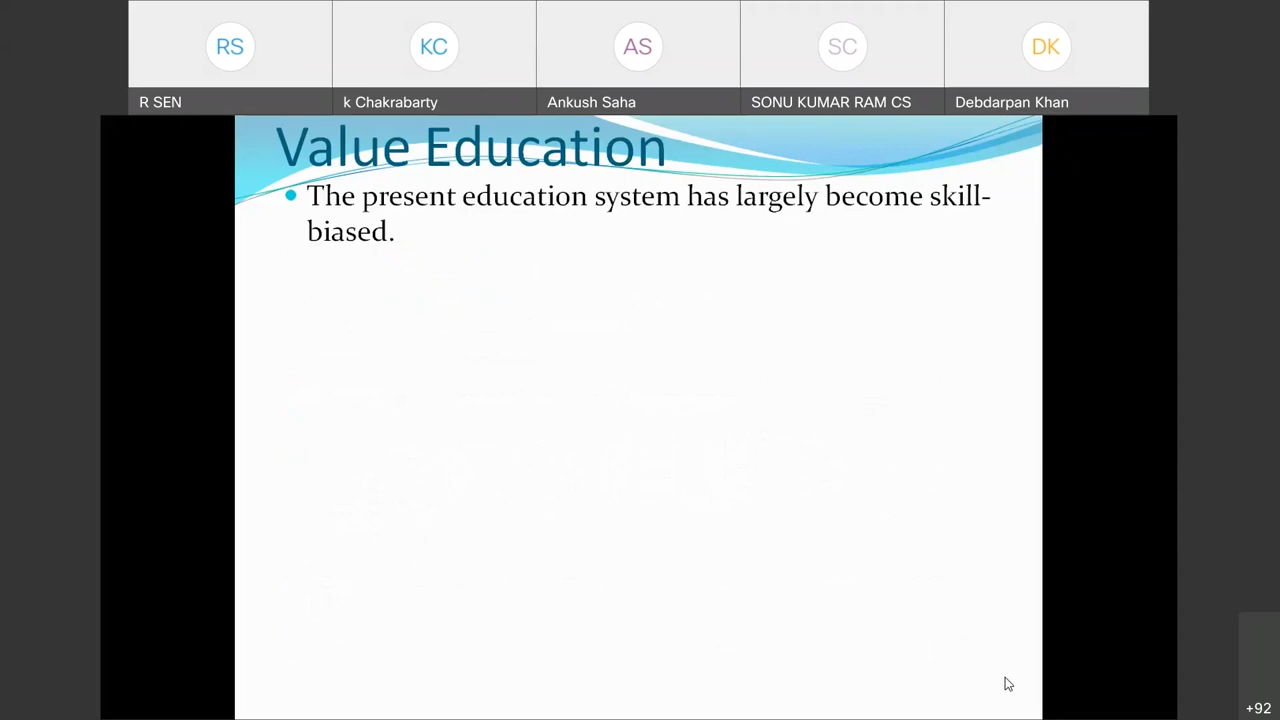 RS
KC
AS
SC
DK
R SEN
k Chakrabarty
Ankush Saha
SONU KUMAR RAM CS
Debdarpan Khan
Value Education
• The present education system has largely become skill-
biased.
+92